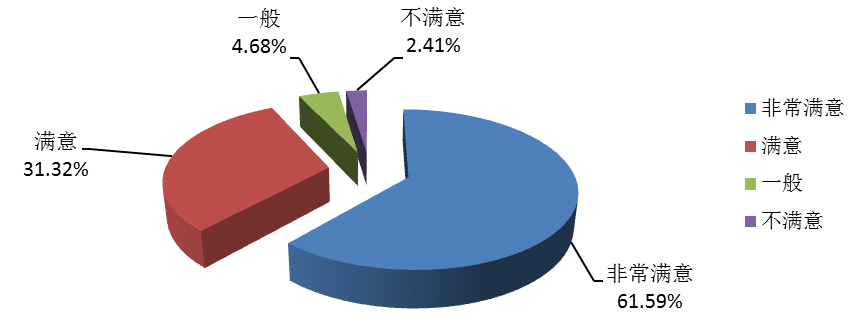 一般
4.68%
不满意
2.41%
满意
31.32%
非常满意
61.59%
非常满意
满意
一般
不满意